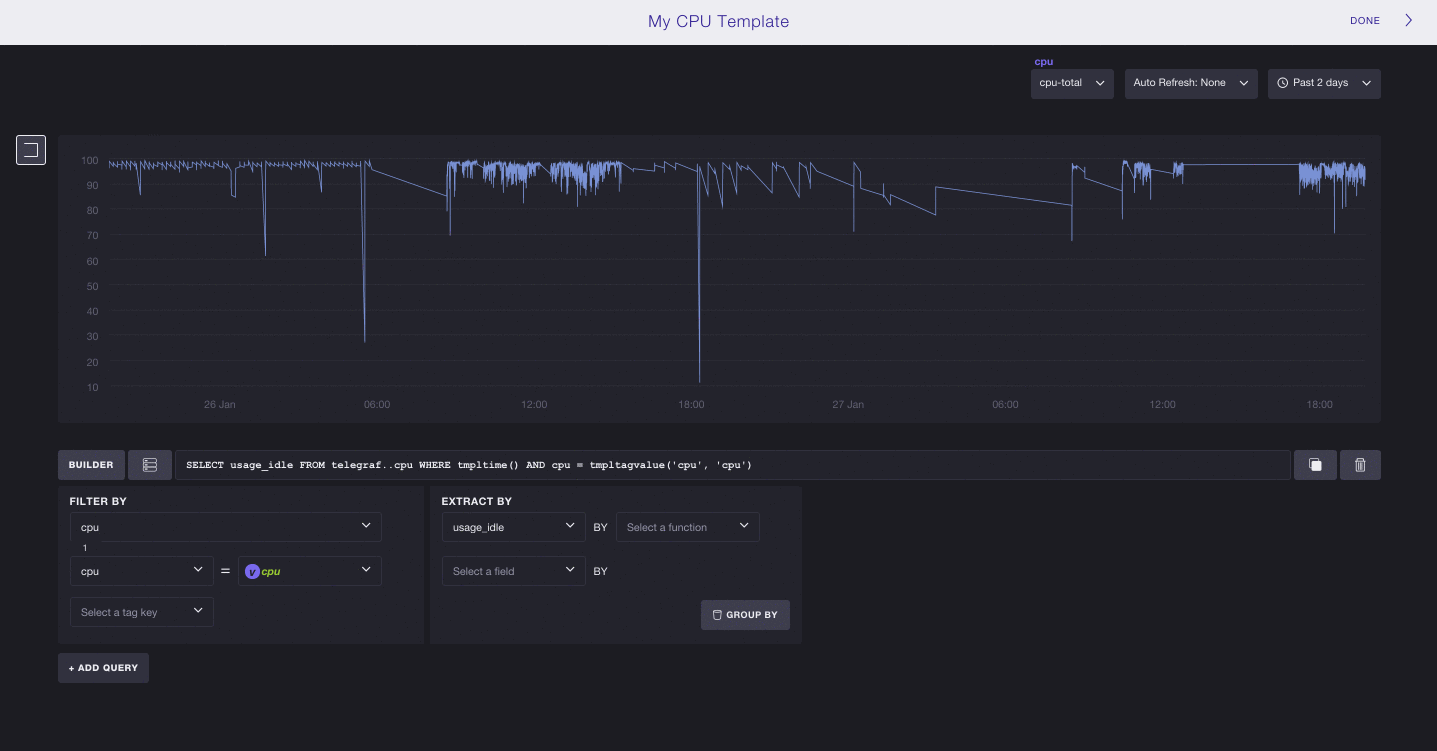 My CPU Template
DONE
cpu
cpu-total
Auto Refresh: None
Past 2 days
100
90
80
70
60
50
40
30
20
10
26 Jan 06:00 12:00 18:00 27 Jan 06:00 12:00 18:00
BUILDER
SELECT usage_idle FROM telegraf..cpu WHERE tmpltime() AND cpu = tmpltagvalue('cpu', 'cpu')
FILTER BY
cpu
1
cpu = v cpu
Select a tag key
EXTRACT BY
usage_idle BY Select a function
Select a field BY
GROUP BY
+ ADD QUERY